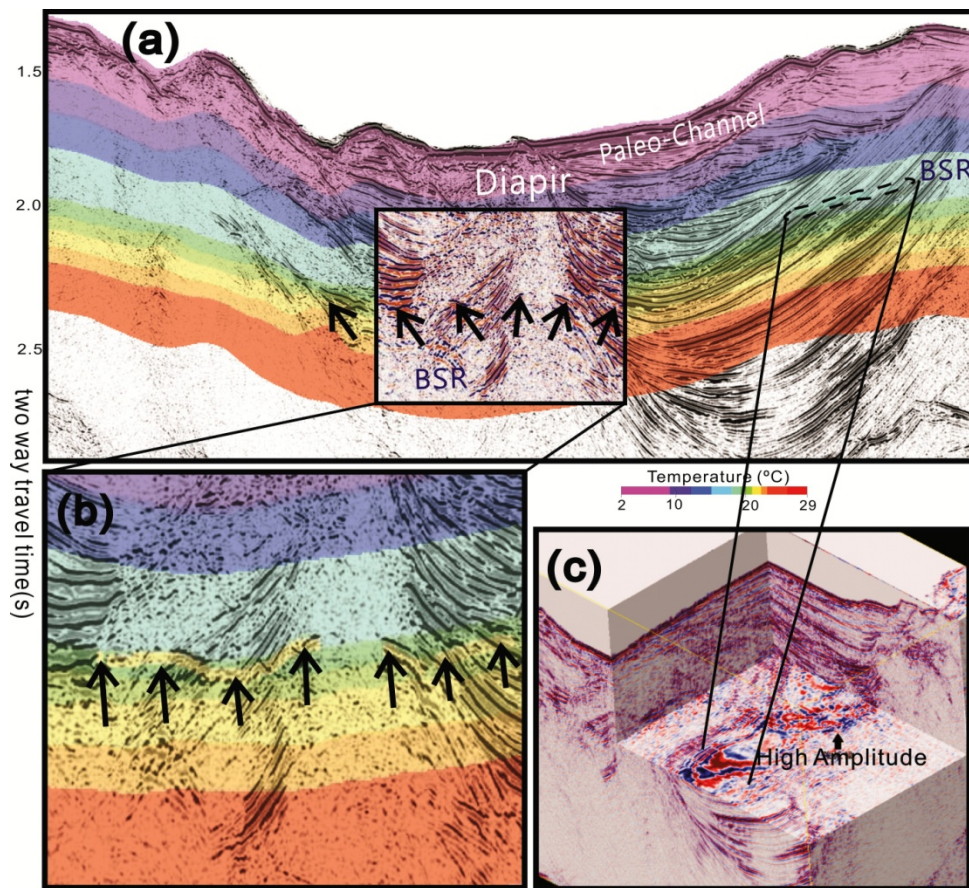 (a)
1.5
Paleo-Channel
Diapir
BSR
2.0
BSR
2.5
two way travel time(s)
Temperature (ºC)
2 10 20 29
(b)
(c)
High Amplitude